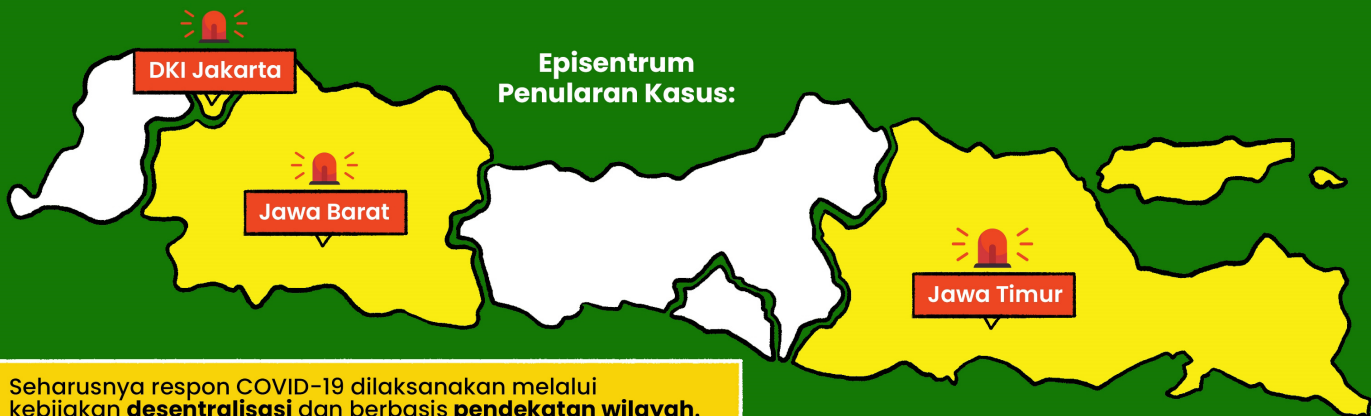 DKI Jakarta
Episentrum
Penularan Kasus:
Jawa Barat
Jawa Timur
Seharusnya respon COVID-19 dilaksanakan melalui
kebijakan desentralisasi dan berbasis pendekatan wilayah.